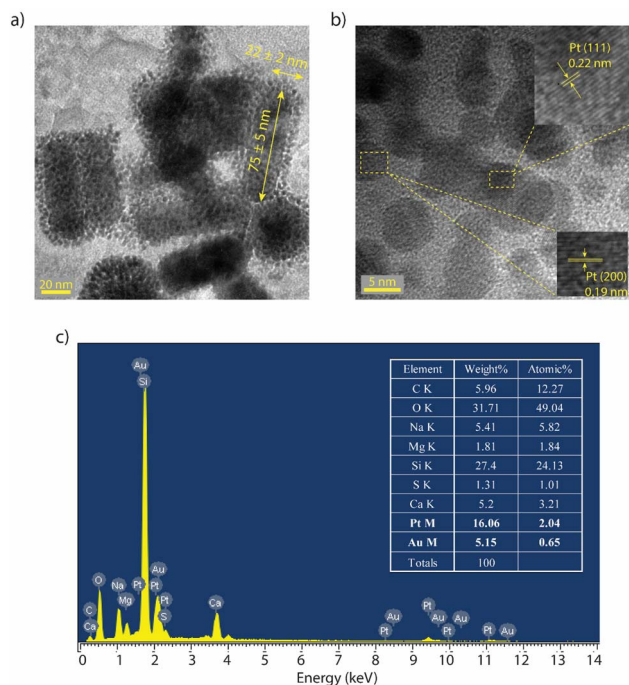 a)
22 ± 2 nm
75 ± 5 nm
20 nm
b)
Pt (111)
0.22 nm
5 nm
Pt (200)
0.19 nm
c)
Au
Si
O
Na
Mg
Pt
Au
Pt
Pt
S
C
Ca
Ca
Pt
Au
Pt
Au
Pt
Au
Pt
Au
Element Weight% Atomic%
C K 5.96 12.27
O K 31.71 49.04
Na K 5.41 5.82
Mg K 1.81 1.84
Si K 27.4 24.13
S K 1.31 1.01
Ca K 5.2 3.21
Pt M 16.06 2.04
Au M 5.15 0.65
Totals 100
0 1 2 3 4 5 6 7 8 9 10 11 12 13 14
Energy (keV)